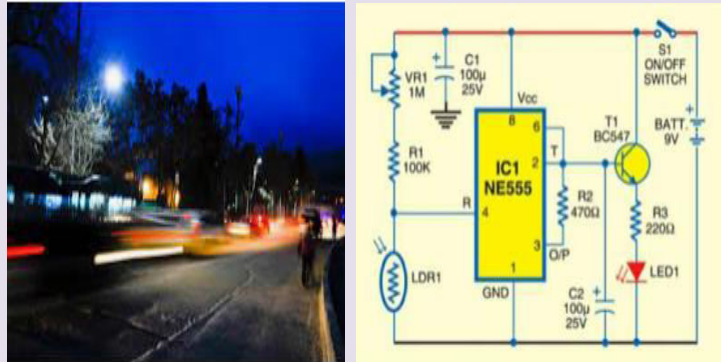 VR1
1M
C1
100µ
25V
S1
ON/OFF
SWITCH
Vcc
8
6
T
2
T1
BC547
BATT.
9V
R1
100K
IC1
NE555
R
4
R2
470Ω
3
O/P
R3
220Ω
LDR1
1
GND
LED1
C2
100µ
25V